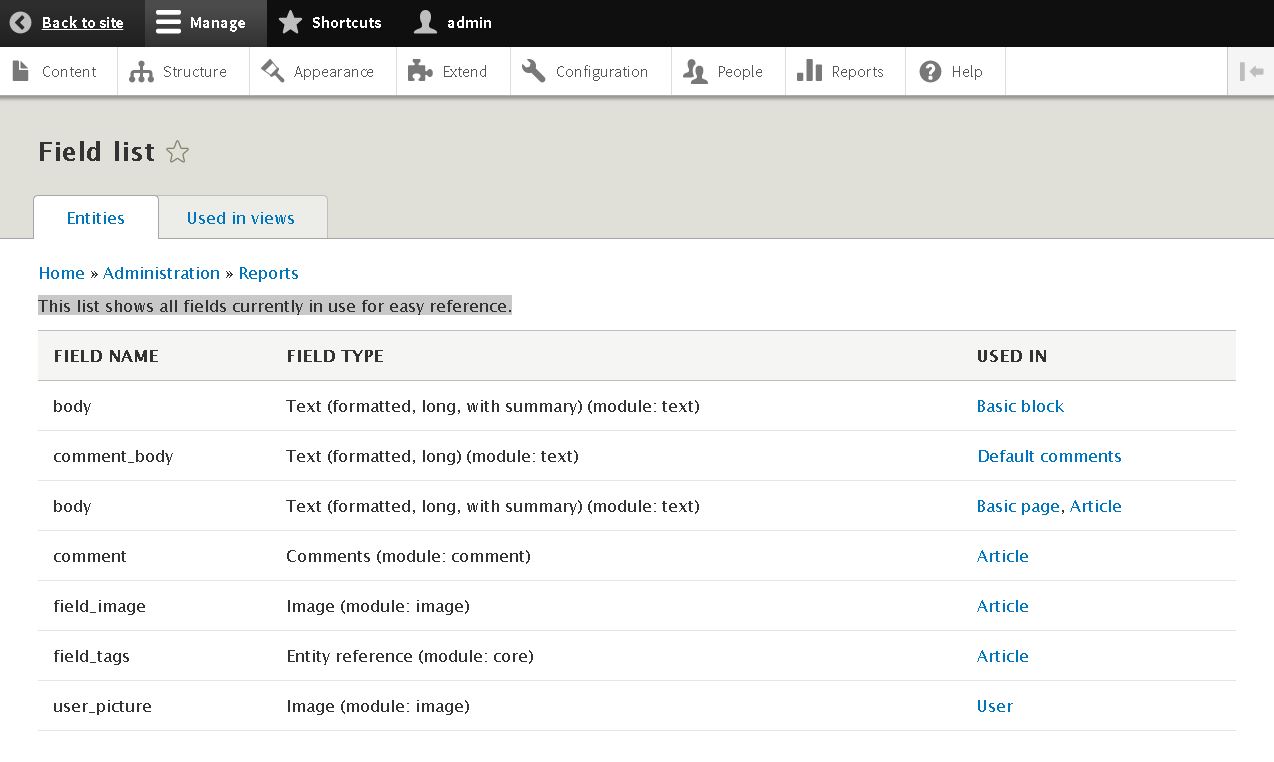 Back to site Manage Shortcuts admin
Content Structure Appearance Extend Configuration People Reports Help
Field list
Entities Used in views
Home » Administration » Reports
This list shows all fields currently in use for easy reference.
FIELD NAME FIELD TYPE USED IN
body Text (formatted, long, with summary) (module: text) Basic block
comment_body Text (formatted, long) (module: text) Default comments
body Text (formatted, long, with summary) (module: text) Basic page, Article
comment Comments (module: comment) Article
field_image Image (module: image) Article
field_tags Entity reference (module: core) Article
user_picture Image (module: image) User